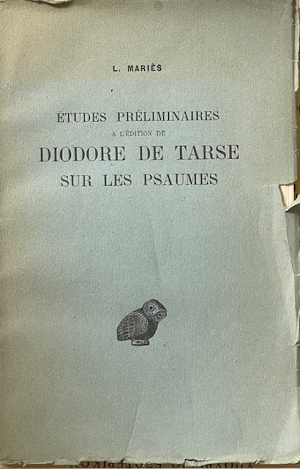 L. MARIÈS
ÉTUDES PRÉLIMINAIRES
A L'ÉDITION DE
DIODORE DE TARSE
SUR LES PSAUMES